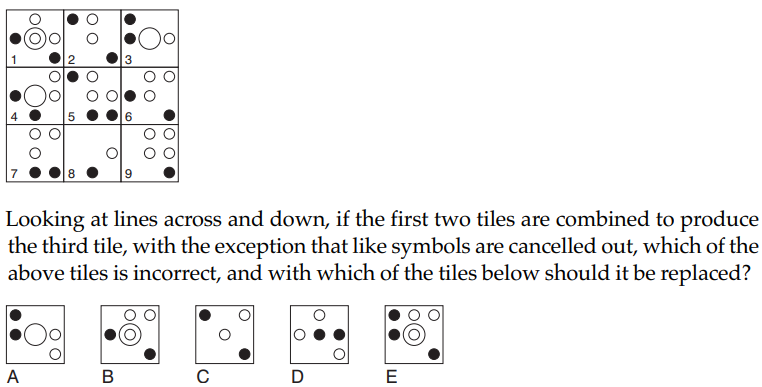 1 2 3
4 5 6
7 8 9
Looking at lines across and down, if the first two tiles are combined to produce
the third tile, with the exception that like symbols are cancelled out, which of the
above tiles is incorrect, and with which of the tiles below should it be replaced?
A B C D E